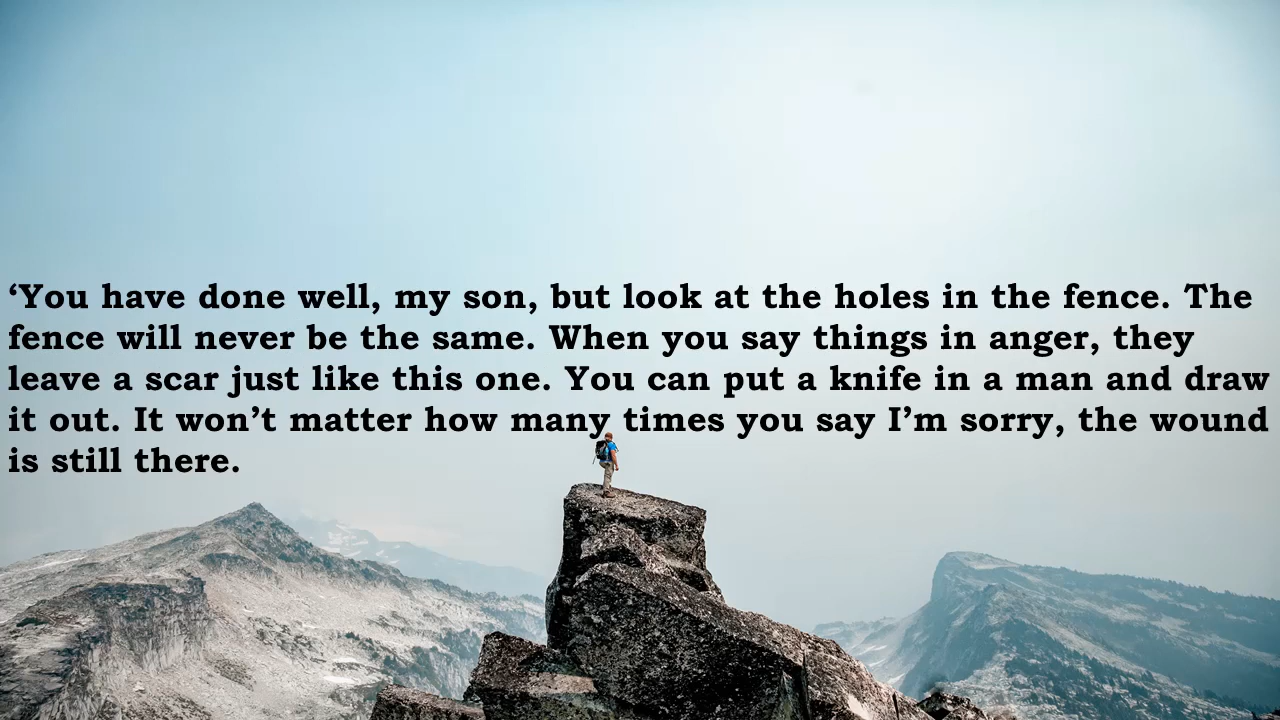 ‘You have done well, my son, but look at the holes in the fence. The
fence will never be the same. When you say things in anger, they
leave a scar just like this one. You can put a knife in a man and draw
it out. It won’t matter how many times you say I’m sorry, the wound
is still there.